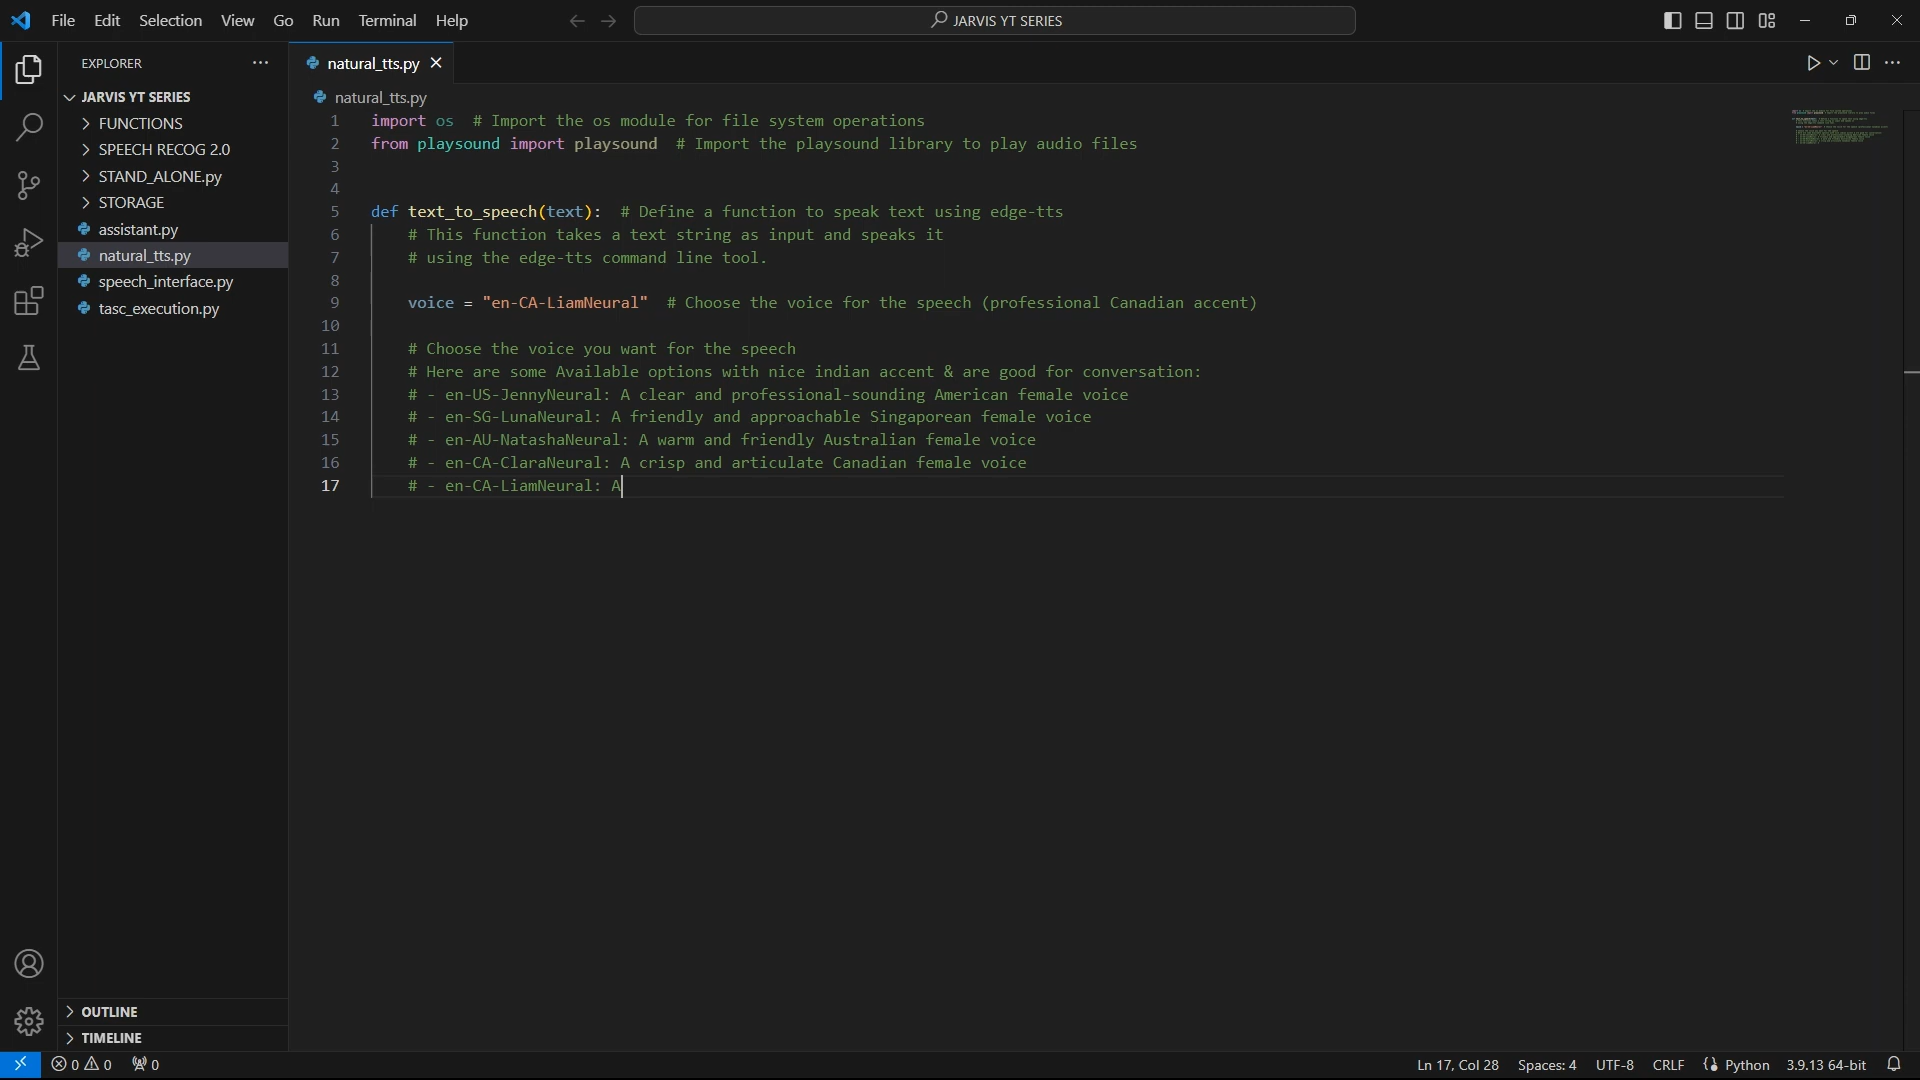 File Edit Selection View Go Run Terminal Help
JARVIS YT SERIES
EXPLORER
JARVIS YT SERIES
FUNCTIONS
SPEECH RECOG 2.0
STAND_ALONE.py
STORAGE
assistant.py
natural_tts.py
speech_interface.py
tasc_execution.py
OUTLINE
TIMELINE
natural_tts.py
natural_tts.py
1 import os # Import the os module for file system operations
2 from playsound import playsound # Import the playsound library to play audio files
3
4
5 def text_to_speech(text): # Define a function to speak text using edge-tts
6 # This function takes a text string as input and speaks it
7 # using the edge-tts command line tool.
8
9 voice = "en-CA-LiamNeural" # Choose the voice for the speech (professional Canadian accent)
10
11 # Choose the voice you want for the speech
12 # Here are some Available options with nice indian accent & are good for conversation:
13 # - en-US-JennyNeural: A clear and professional-sounding American female voice
14 # - en-SG-LunaNeural: A friendly and approachable Singaporean female voice
15 # - en-AU-NatashaNeural: A warm and friendly Australian female voice
16 # - en-CA-ClaraNeural: A crisp and articulate Canadian female voice
17 # - en-CA-LiamNeural: A
0 0 0 Ln 17, Col 28 Spaces: 4 UTF-8 CRLF Python 3.9.13 64-bit